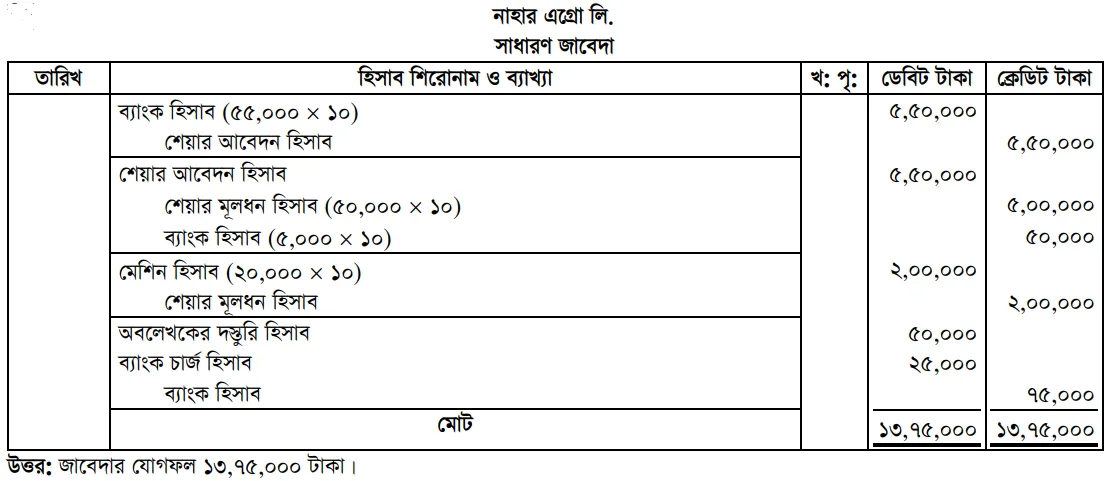 নাহার এগ্রো লি.
সাধারণ জাবেদা
তারিখ হিসাব শিরোনাম ও ব্যাখ্যা খ: পৃ: ডেবিট টাকা ক্রেডিট টাকা
ব্যাংক হিসাব (৫৫,০০০ × ১০) ৫,৫০,০০০
শেয়ার আবেদন হিসাব ৫,৫০,০০০
শেয়ার আবেদন হিসাব ৫,৫০,০০০
শেয়ার মূলধন হিসাব (৫০,০০০ × ১০) ৫,০০,০০০
ব্যাংক হিসাব (৫,০০০ × ১০) ৫০,০০০
মেশিন হিসাব (২০,০০০ × ১০) ২,০০,০০০
শেয়ার মূলধন হিসাব ২,০০,০০০
অবলেখকের দস্তুরি হিসাব ৫০,০০০
ব্যাংক চার্জ হিসাব ২৫,০০০
ব্যাংক হিসাব ৭৫,০০০
মোট ১৩,৭৫,০০০ ১৩,৭৫,০০০
উত্তর: জাবেদার যোগফল ১৩,৭৫,০০০ টাকা।